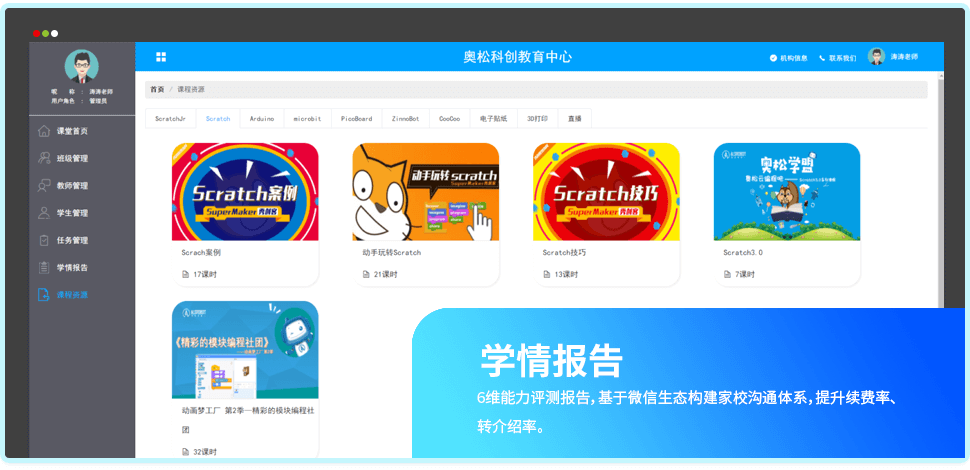 奥松科创教育中心
机构信息
联系我们
涛涛老师
昵 称 : 涛涛老师
用户角色 : 管理员
课堂首页
班级管理
教师管理
学生管理
任务管理
学情报告
课程资源
首页 / 课程资源
ScratchJr Scratch Arduino microbit PicoBoard ZinnoBot GooGoo 电子贴纸 3D打印 直播
Scratch案例
SuperMaker 秀创客
Scrach案例
17课时
动手玩转scratch
SuperMaker 秀创客
动手玩转Scratch
21课时
Scratch技巧
SuperMaker 秀创客
Scratch技巧
13课时
奥松学盟
Scratch3.0
7课时
《精彩的模块编程社团》
动画梦工厂 第2季—精彩的模块编程社
团
32课时
学情报告
6维能力评测报告,基于微信生态构建家校沟通体系,提升续费率、
转介绍率。